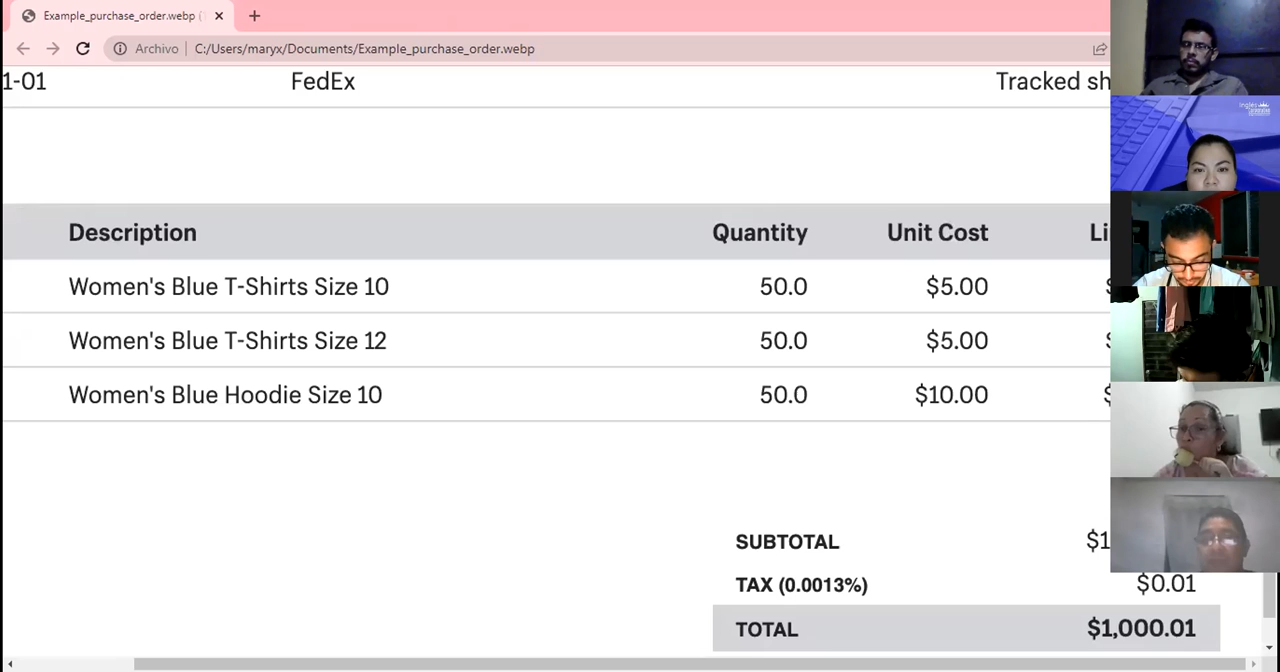 Example_purchase_order.webp (
Archivo C:/Users/maryx/Documents/Example_purchase_order.webp
1-01 FedEx Tracked sh
Description Quantity Unit Cost Li
Women's Blue T-Shirts Size 10 50.0 $5.00 $
Women's Blue T-Shirts Size 12 50.0 $5.00 $
Women's Blue Hoodie Size 10 50.0 $10.00 $
SUBTOTAL $1
TAX (0.0013%) $0.01
TOTAL $1,000.01
Ingles